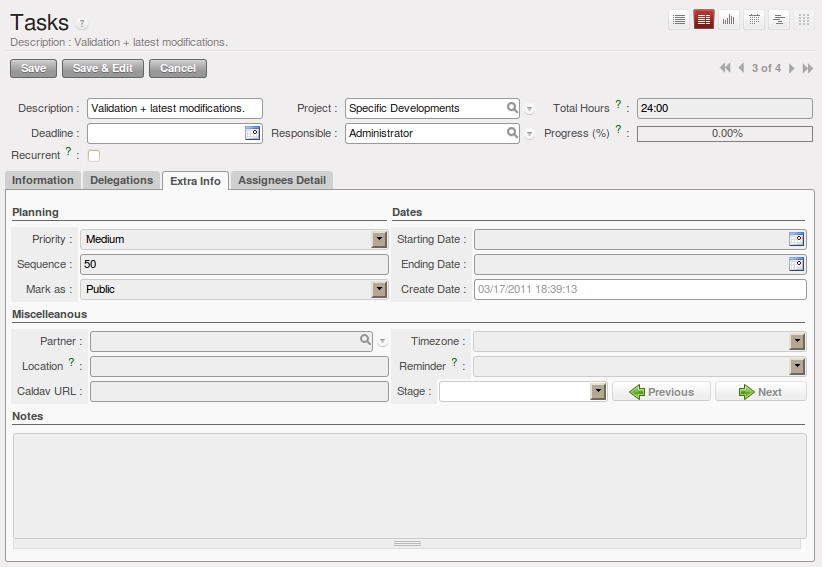 Tasks ?
Description : Validation + latest modifications.
Save Save & Edit Cancel 3 of 4
Description : Validation + latest modifications. Project : Specific Developments Total Hours ? : 24:00
Deadline : Responsible : Administrator Progress (%) ? : 0.00%
Recurrent ? :
Information Delegations Extra Info Assignees Detail
Planning Dates
Priority : Medium Starting Date :
Sequence : 50 Ending Date :
Mark as : Public Create Date : 03/17/2011 18:39:13
Miscelleanous
Partner : Timezone :
Location ? : Reminder ? :
Caldav URL : Stage : Previous Next
Notes